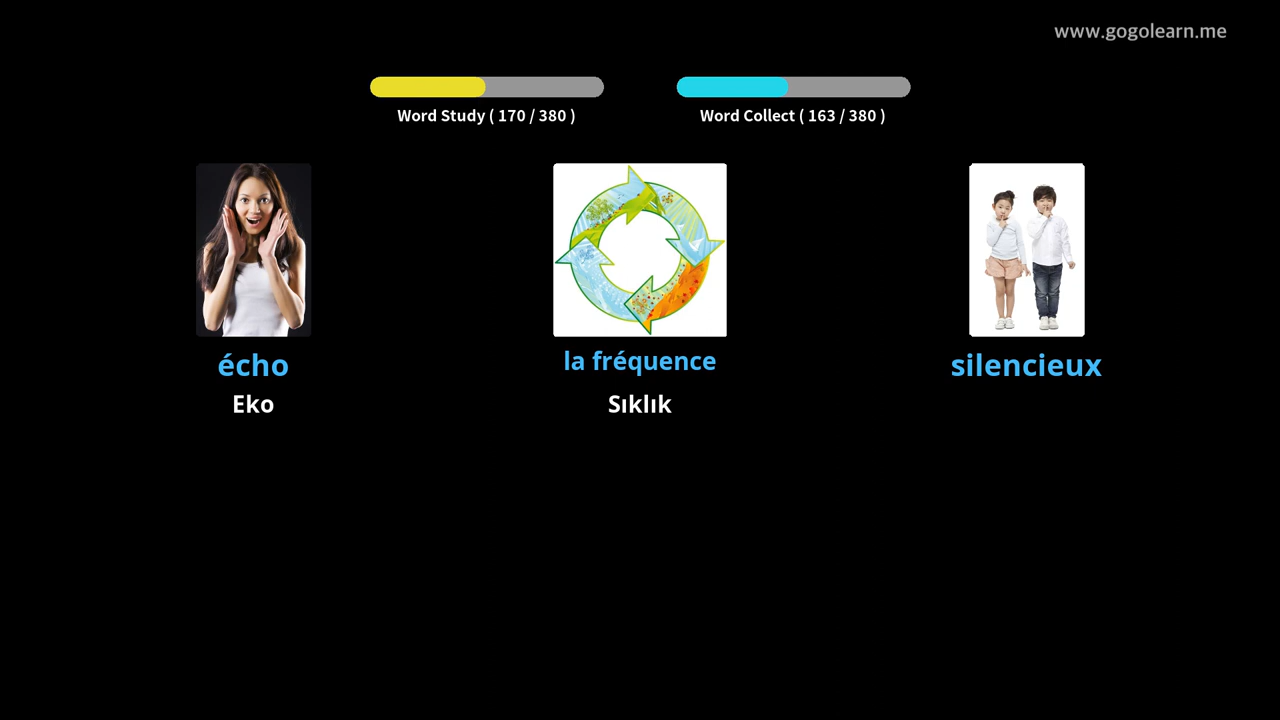 www.gogolearn.me
Word Study ( 170 / 380 )
Word Collect ( 163 / 380 )
écho
la fréquence
silencieux
Eko
Sıklık